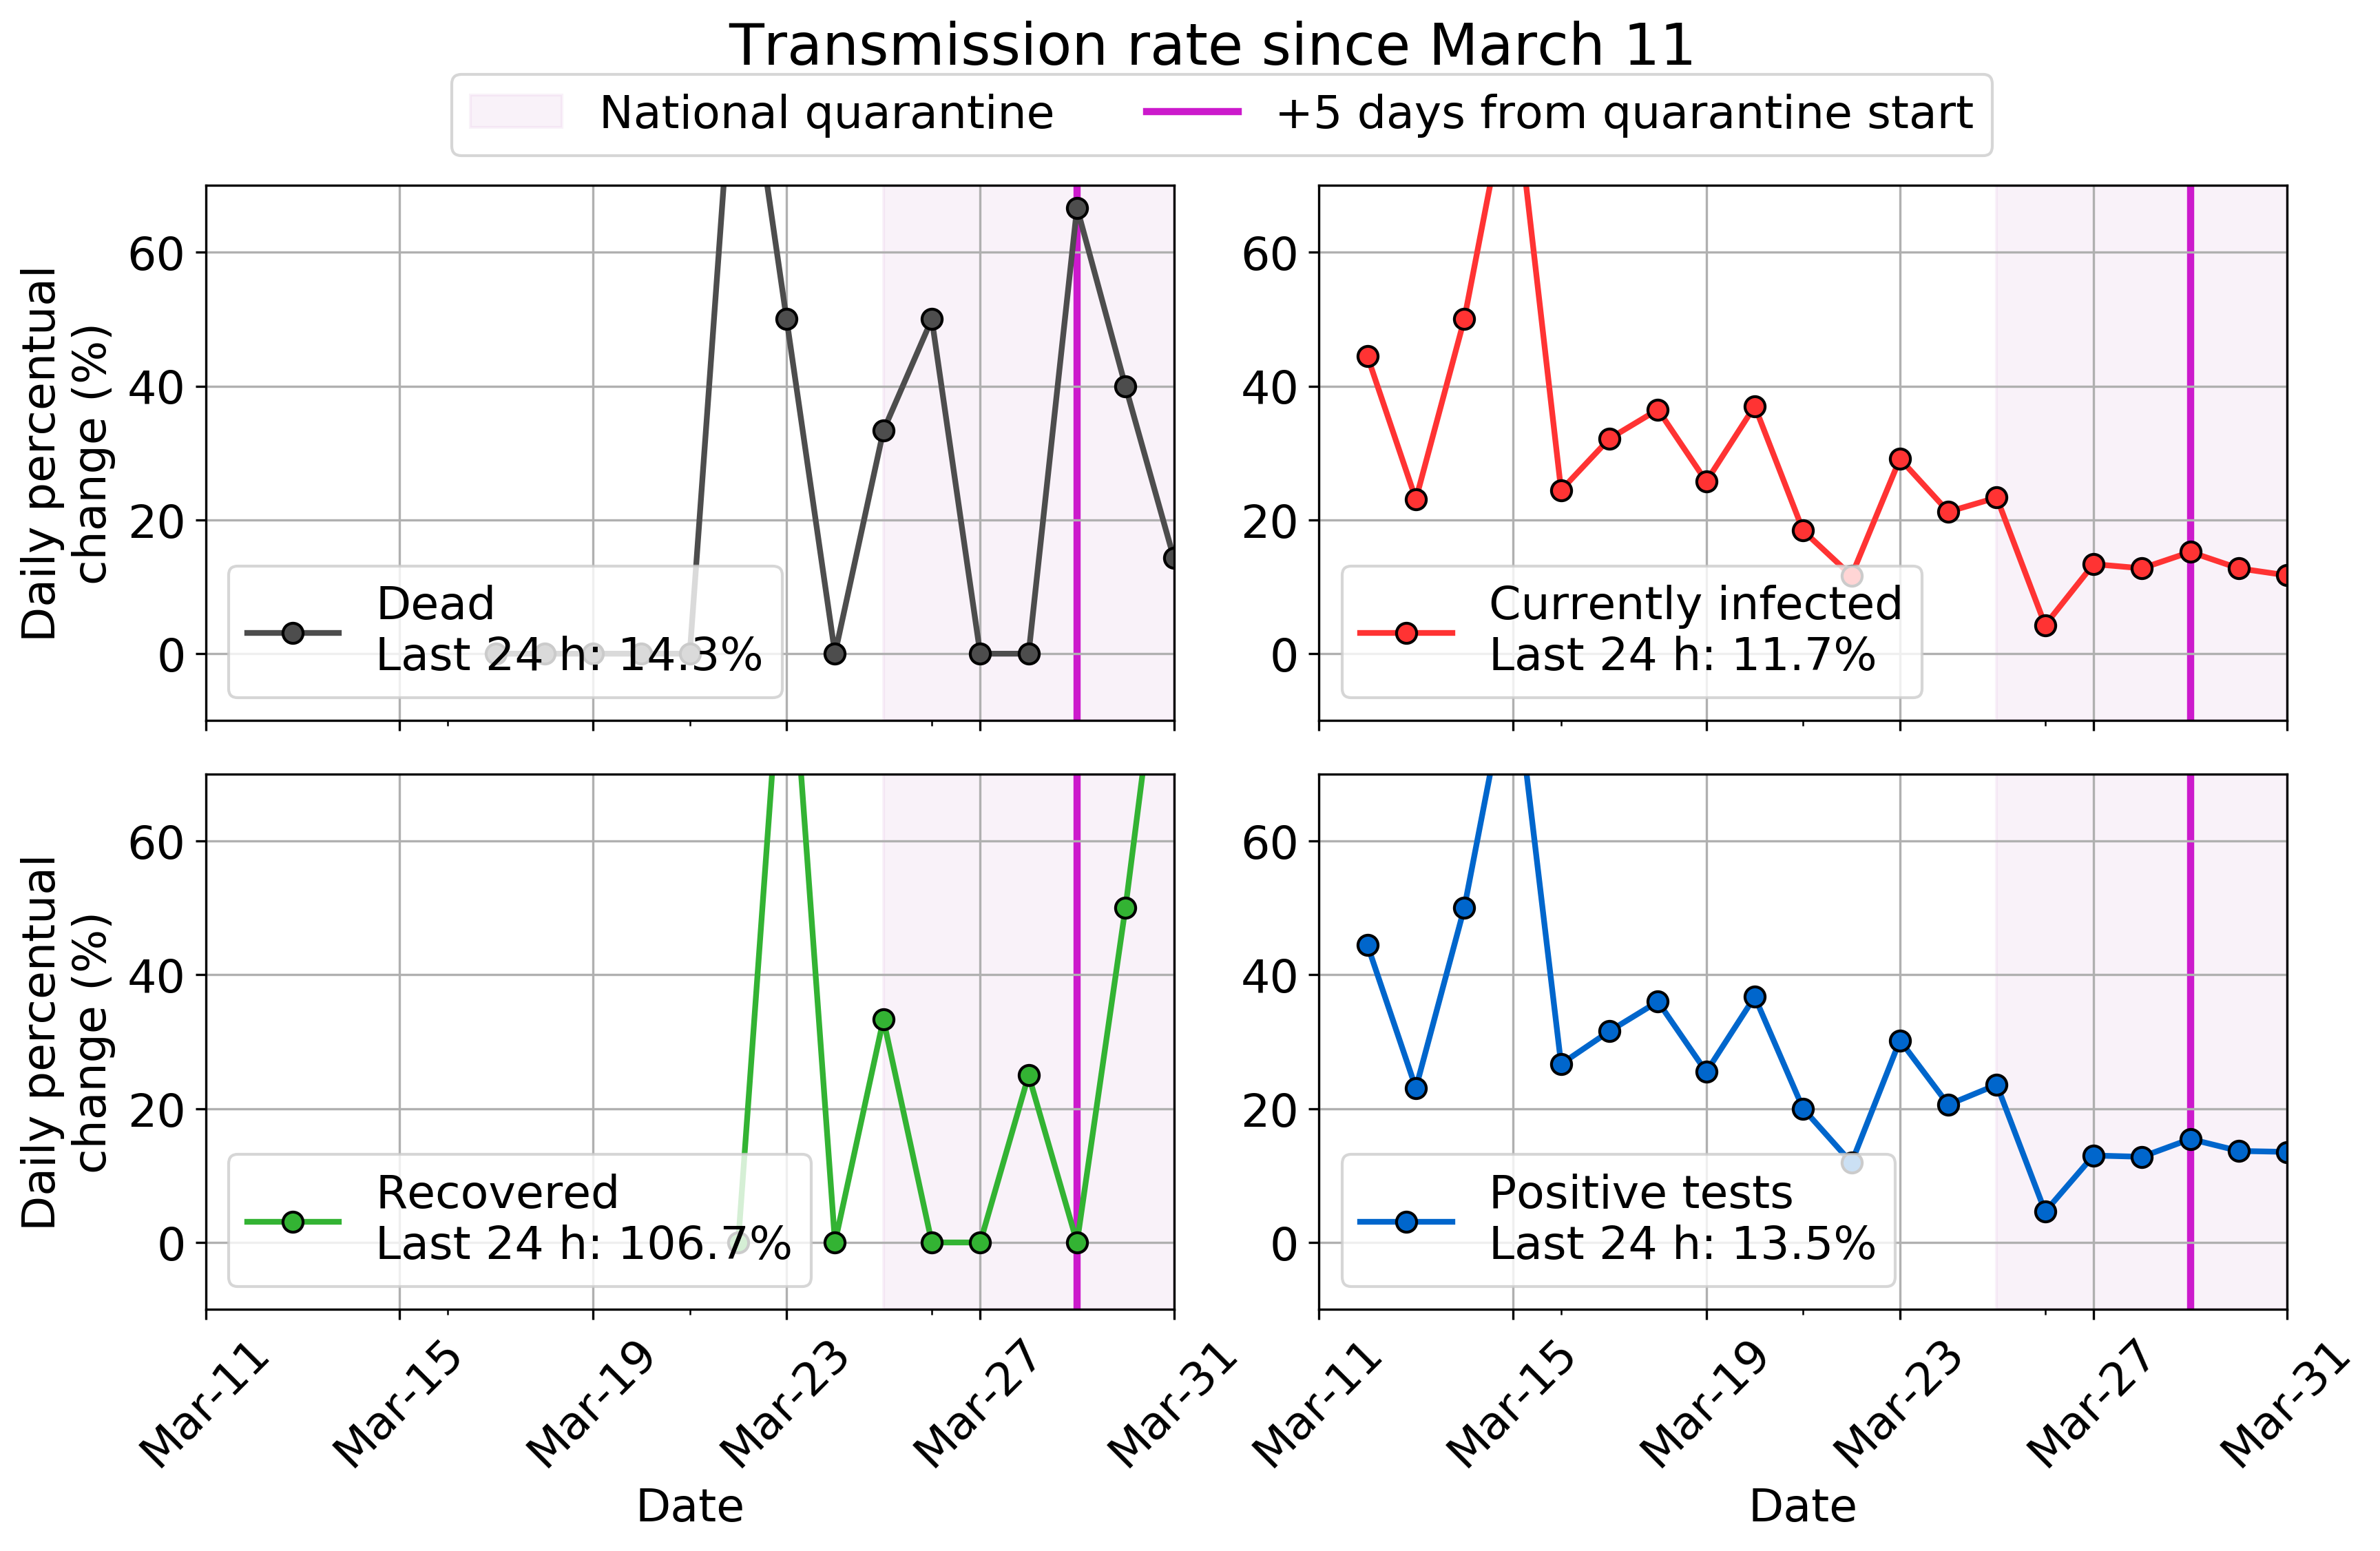 Transmission rate since March 11
National quarantine
+5 days from quarantine start
Daily percentual
change (%)
60
40
20
0
Dead
Last 24 h: 14.3%
60
40
20
0
Currently infected
Last 24 h: 11.7%
Daily percentual
change (%)
60
40
20
0
Recovered
Last 24 h: 106.7%
Mar-11
Mar-15
Mar-19
Mar-23
Mar-27
Mar-31
Date
60
40
20
0
Positive tests
Last 24 h: 13.5%
Mar-11
Mar-15
Mar-19
Mar-23
Mar-27
Mar-31
Date